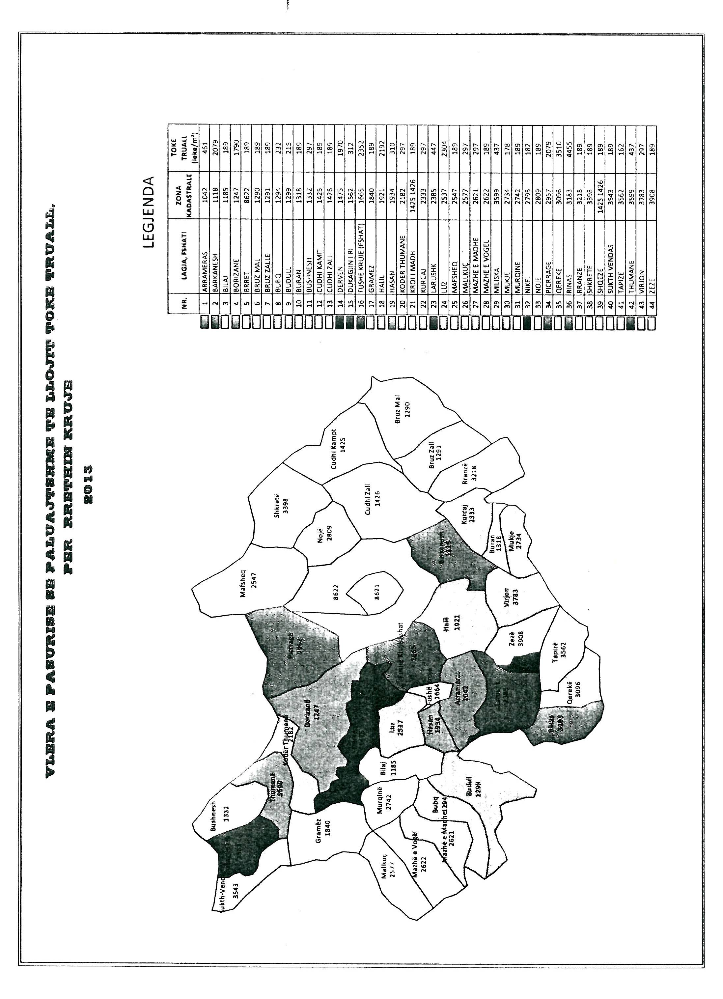 VLERA E PASURISE SE PALUAJTSHME TE LLOJIT TOKE TRUALL,
PER RRETHIN KRUJE
2013
LEGJENDA
NR. LAGJA, FSHATI ZONA KADASTRALE TOKE TRUALL (leke/m²)
1 ARRAMERAS 1042 461
2 BARKANESH 1118 2079
3 BILAJ 1185 189
4 BORIZANE 1247 1790
5 BRRET 8622 189
6 BRUZ MAL 1290 189
7 BRUZ ZALLE 1291 189
8 BUBQ 1294 232
9 BUDULL 1299 215
10 BURAN 1318 189
11 BUSHNESH 1332 297
12 CUDHI KAMIT 1425 189
13 CUDHI ZALL 1426 189
14 DERVEN 1475 1970
15 DUKAGJIN I RI 1562 312
16 FUSHE KRUJE (FSHAT) 1665 2352
17 GRAMEZ 1840 189
18 HALIL 1921 2192
19 HASAN 1934 310
20 KODER THUMANE 2182 297
21 KROI I MADH 1425 1426 189
22 KURCAJ 2333 297
23 LARUSHK 2385 447
24 LUZ 2537 2304
25 MAFSHEQ 2547 189
26 MALLKUÇ 2577 297
27 MAZHE E MADHE 2621 297
28 MAZHE E VOGEL 2622 189
29 MILISKA 3599 437
30 MUKJE 2734 178
31 MURQINE 2742 189
32 NIKEL 2795 182
33 NOJE 2809 189
34 PICRRAGE 2957 2079
35 QEREKE 3096 3510
36 RINAS 3183 4455
37 RRANZE 3218 189
38 SHKRETE 3398 189
39 SHQEZE 1425 1426 189
40 SUKTH VENDAS 3543 189
41 TAPIZE 3562 162
42 THUMANE 3599 437
43 VIRJON 3783 297
44 ZEZE 3908 189
Bushnesh
1332
Sukth-Vend
3543
Thumanë
3599
Kodër Thumanë
2182
Mafsheq
2547
Shkretë
3398
Nojë
2809
Cudhi Kampt
1425
Cudhi Zall
1426
Bruz Mal
1290
Bruz Zall
1291
Rranzë
3218
Kurcaj
2333
Buran
1318
Mukje
2734
8622
8621
Barkanesh
1118
Virjon
3783
Halil
1921
Zezë
3908
Tapizë
3562
Qerekë
3096
Rinas
3183
Borizanë
1247
Fushë
1664
1665
Arrameras
1042
Hasan
1934
Luz
2537
Bilaj
1185
Gramëz
1840
Murqinë
2742
Mallkuç
2577
Mazhë e Vogël
2622
Mazhë e Madhe
2621
Bubq
1294
Budull
1299